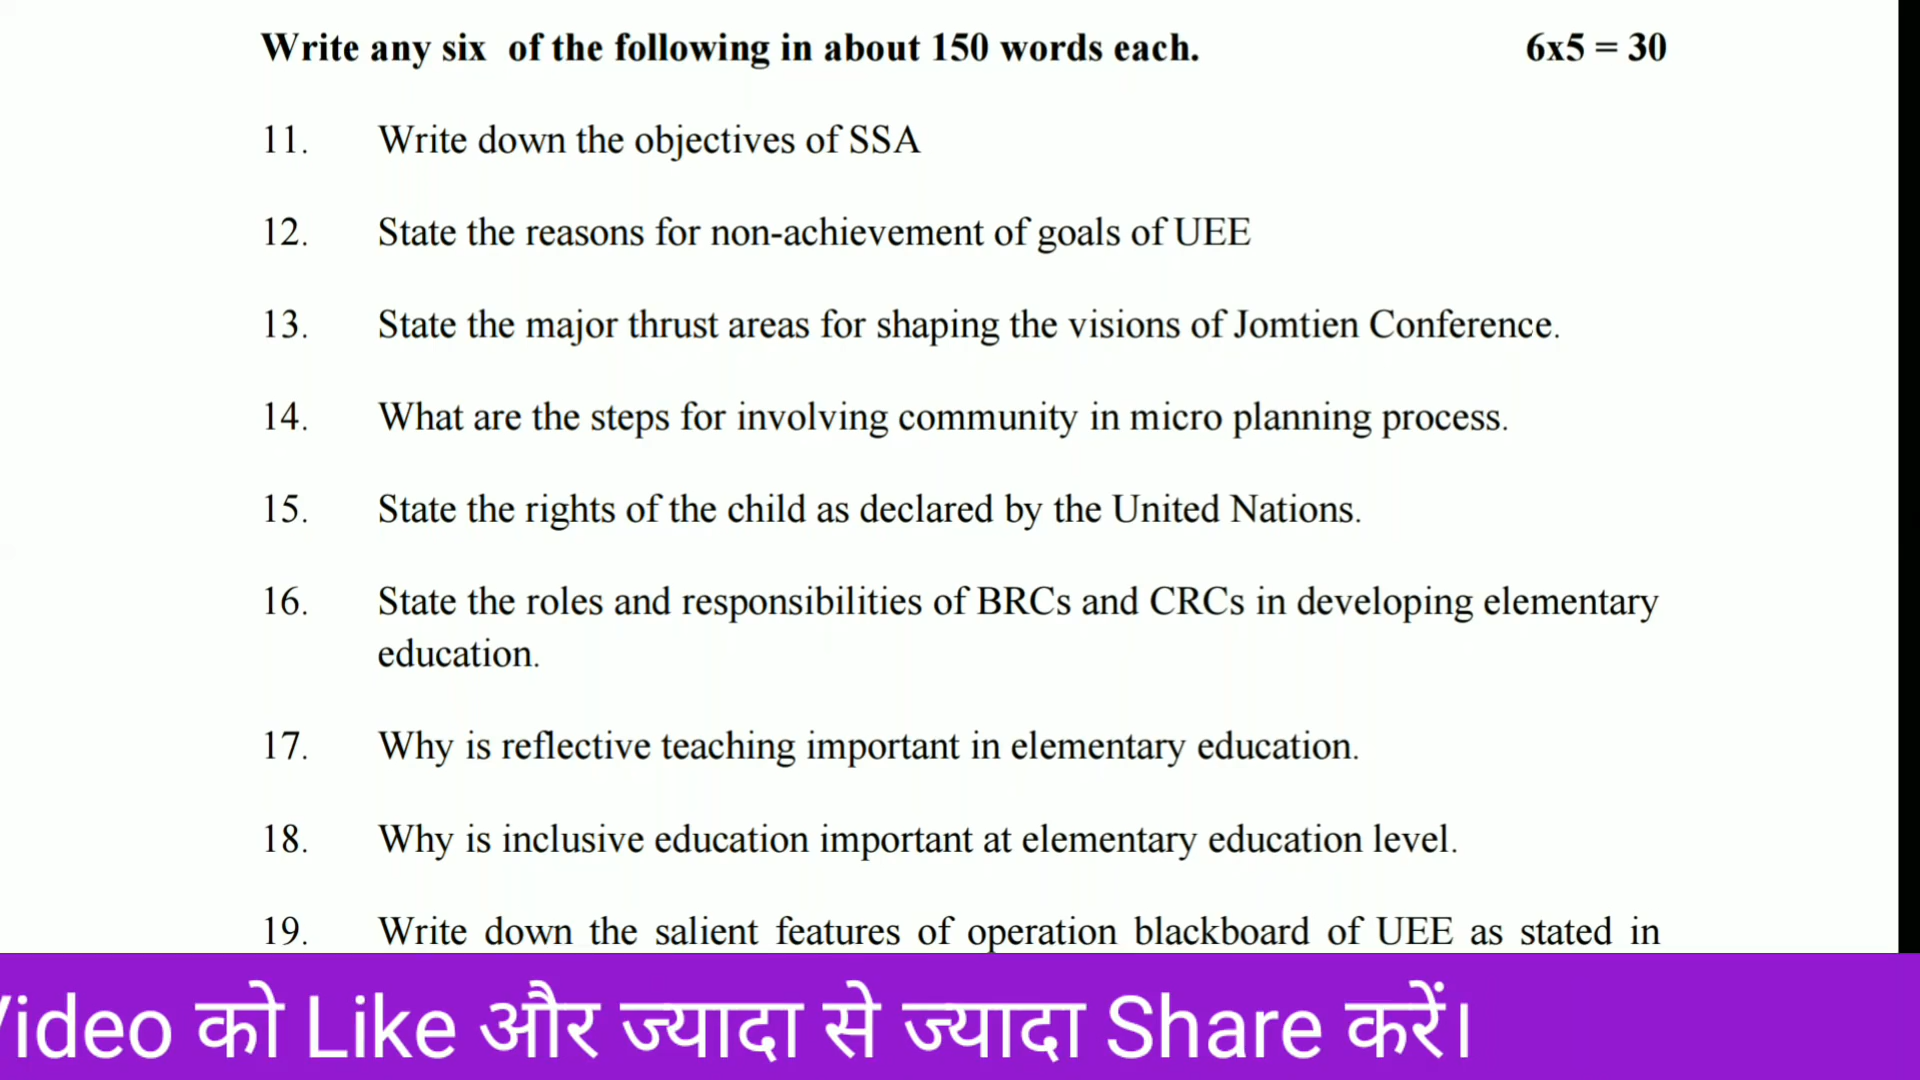 Write any six of the following in about 150 words each. 6x5 = 30
11. Write down the objectives of SSA
12. State the reasons for non-achievement of goals of UEE
13. State the major thrust areas for shaping the visions of Jomtien Conference.
14. What are the steps for involving community in micro planning process.
15. State the rights of the child as declared by the United Nations.
16. State the roles and responsibilities of BRCs and CRCs in developing elementary
education.
17. Why is reflective teaching important in elementary education.
18. Why is inclusive education important at elementary education level.
19. Write down the salient features of operation blackboard of UEE as stated in
Video को Like और ज्यादा से ज्यादा Share करें।